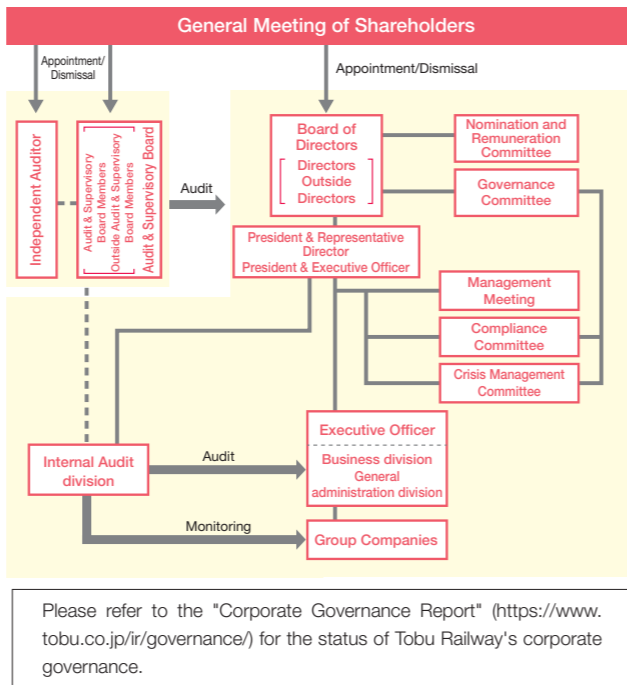 General Meeting of Shareholders
Appointment/
Dismissal
Appointment/Dismissal
Independent Auditor
Audit & Supervisory
Board Members
Outside Audit & Supervisory
Board Members
Audit & Supervisory Board
Audit
Board of
Directors
Directors
Outside
Directors
Nomination and
Remuneration
Committee
Governance
Committee
President & Representative
Director
President & Executive Officer
Management
Meeting
Compliance
Committee
Crisis Management
Committee
Internal Audit
division
Audit
Executive Officer
Business division
General
administration division
Monitoring
Group Companies
Please refer to the "Corporate Governance Report" (https://www.
tobu.co.jp/ir/governance/) for the status of Tobu Railway's corporate
governance.